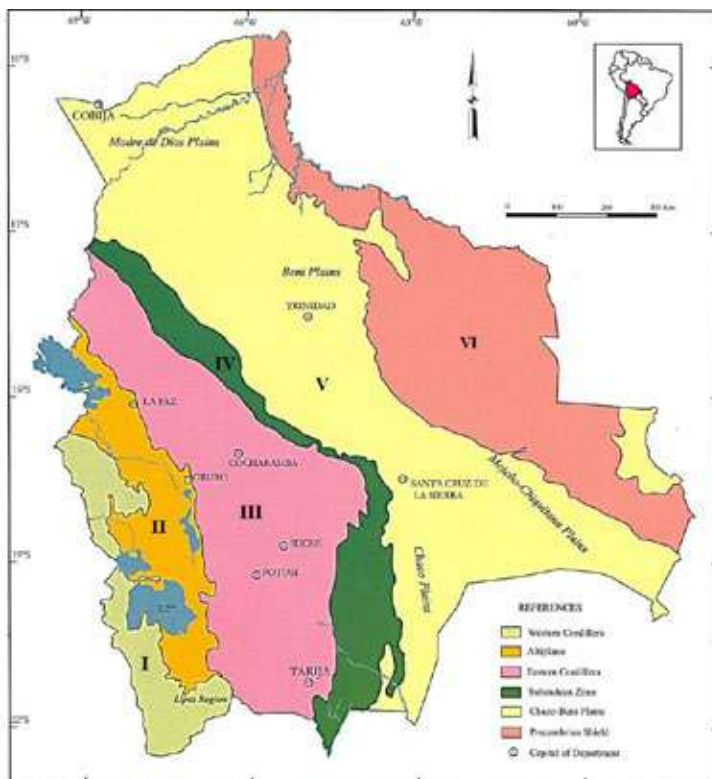 COBIJA
Madre de Dios Plains
Beni Plains
TRINIDAD
VI
IV
V
LA PAZ
COCHABAMBA
ORURO
SANTA CRUZ DE
LA SIERRA
Chaco Plains
II
III
SUCRE
POTOSI
I
TARIJA
Lipez Region
REFERENCES
Western Cordillera
Altiplano
Eastern Cordillera
Subandean Zone
Chaco-Beni Plains
Precambrian Shield
Capital of Department